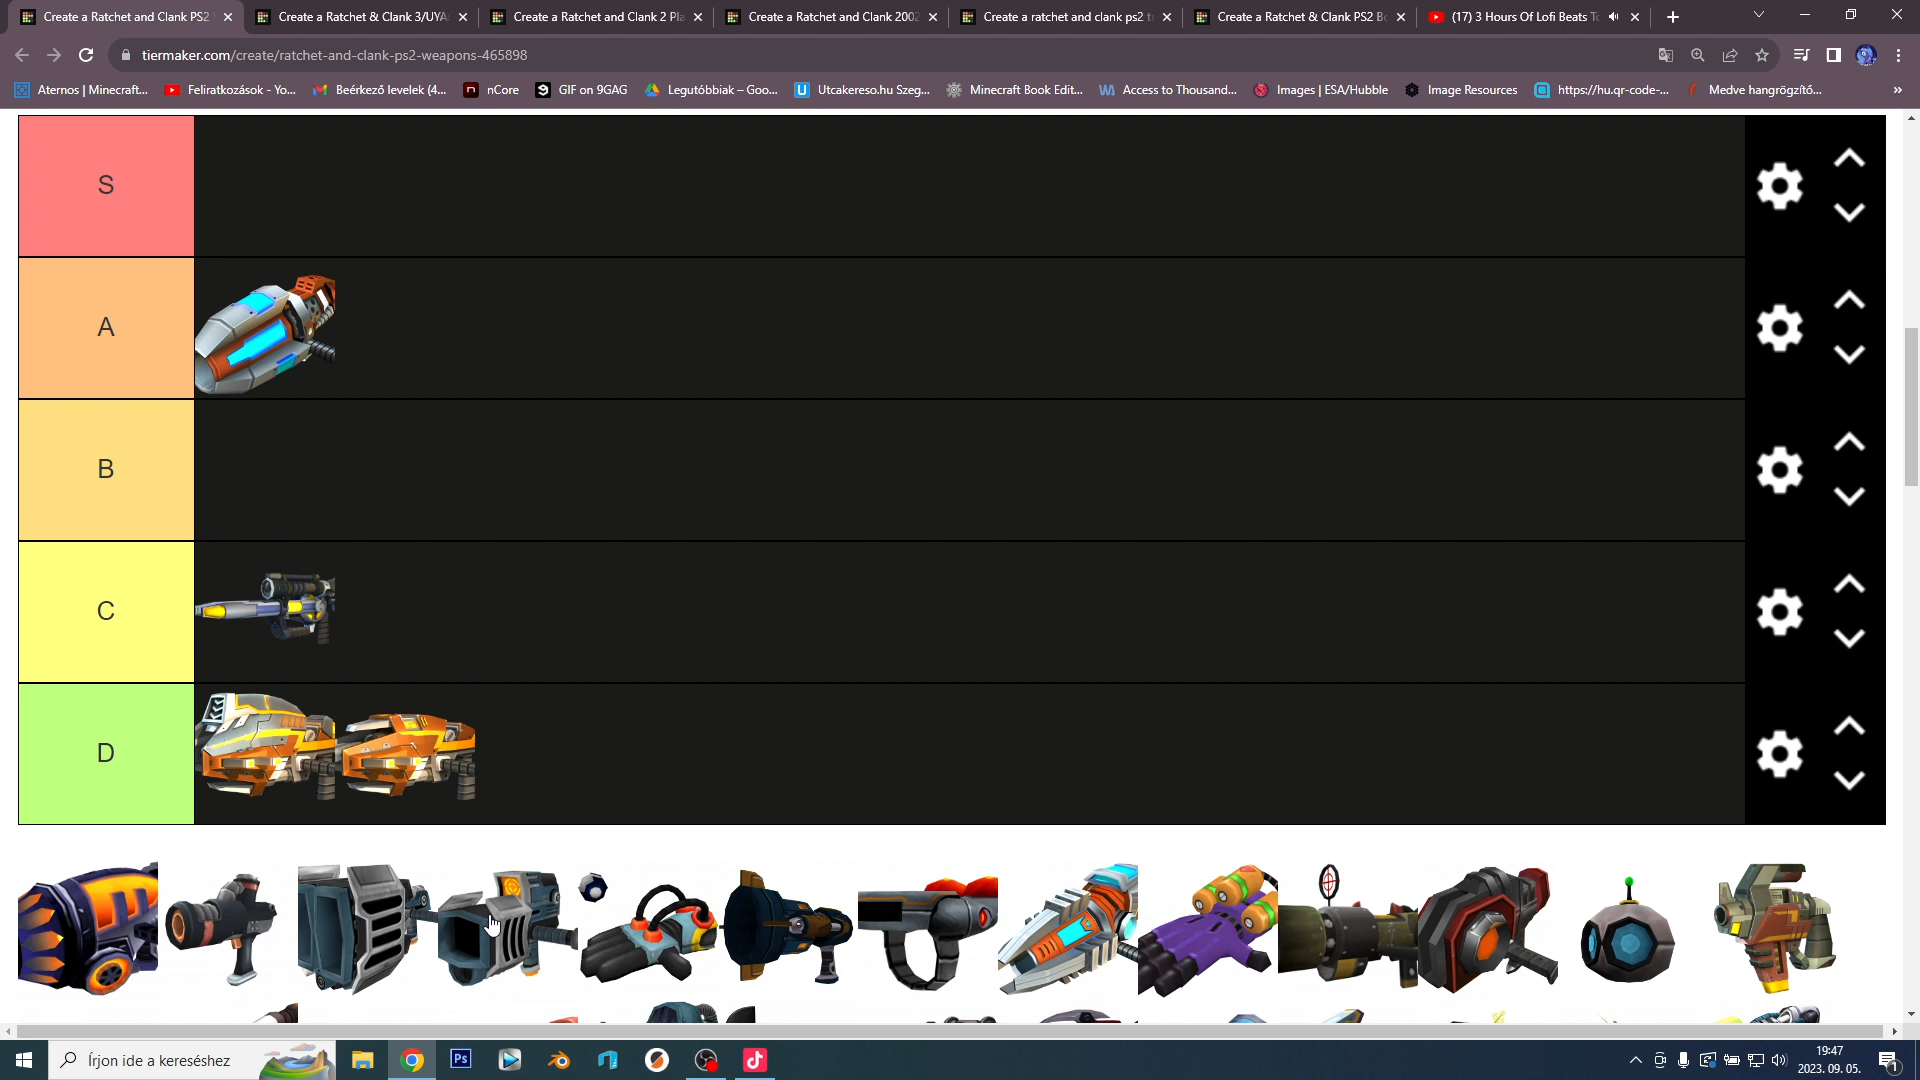 Create a Ratchet and Clank PS2
Create a Ratchet & Clank 3/UYA
Create a Ratchet and Clank 2 Pla
Create a Ratchet and Clank 2002
Create a ratchet and clank ps2 t
Create a Ratchet & Clank PS2 B
(17) 3 Hours Of Lofi Beats T
tiermaker.com/create/ratchet-and-clank-ps2-weapons-465898
Aternos | Minecraft...
Feliratkozások - Yo...
Beérkező levelek (4...
nCore
GIF on 9GAG
Legutóbbiak – Goo...
Utcakereso.hu Szeg...
Minecraft Book Edit...
Access to Thousand...
Images | ESA/Hubble
Image Resources
https://hu.qr-code-...
Medve hangrögzítő...
S
A
B
C
D
Írjon ide a kereséshez
Ps
19:47
2023. 09. 05.
1